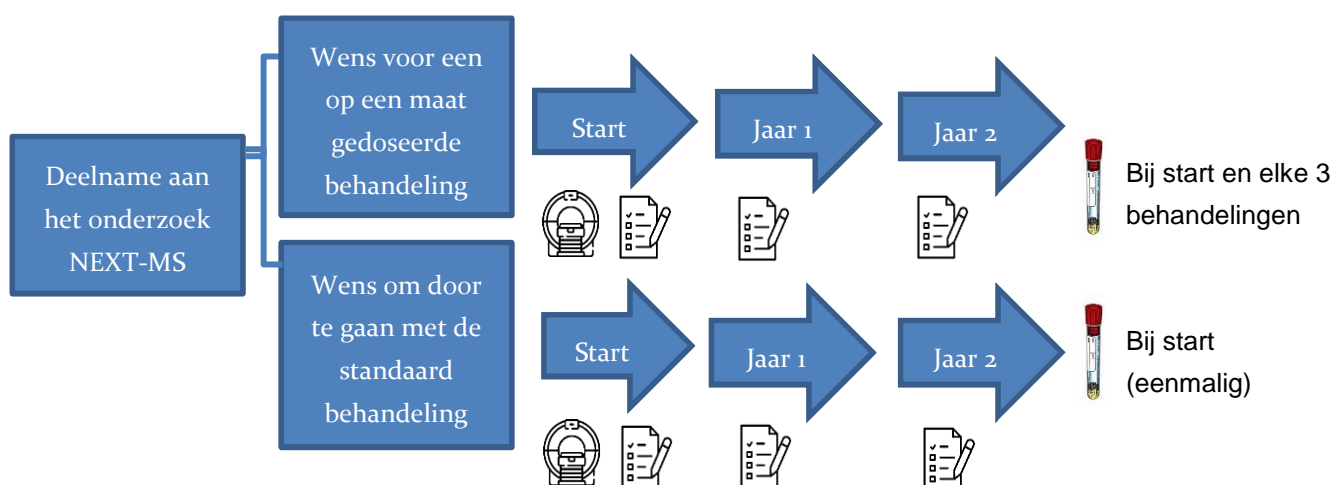 Deelname aan
het onderzoek
NEXT-MS
Wens voor een
op een maat
gedoseerde
behandeling
Start
Jaar 1
Jaar 2
Bij start en elke 3
behandelingen
Wens om door
te gaan met de
standaard
behandeling
Start
Jaar 1
Jaar 2
Bij start
(eenmalig)